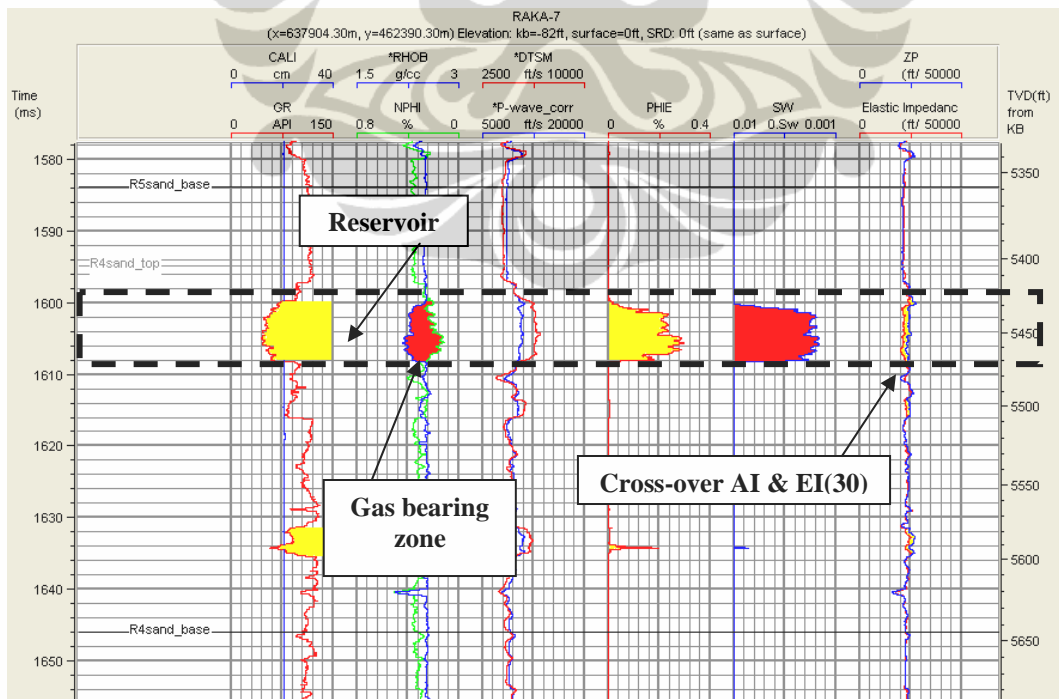 RAKA-7
(x=637904.30m, y=462390.30m) Elevation: kb=-82ft, surface=0ft, SRD: 0ft (same as surface)
CALI *RHOB *DTSM ZP
0 cm 40 1.5 g/cc 3 2500 ft/s 10000 0 (ft/ 50000
Time TVD(ft)
(ms) from
GR NPHI *P-wave_corr PHIE SW Elastic Impedanc KB
0 API 150 0.8 % 0 5000 ft/s 20000 0 % 0.4 0.01 0.Sw 0.001 0 (ft/ 50000
1580
5350
R5sand_base
Reservoir
1590
5400
R4sand_top
1600
5450
1610
5500
1620
Cross-over AI & EI(30)
5550
Gas bearing
zone
1630
5600
1640
R4sand_base
5650
1650